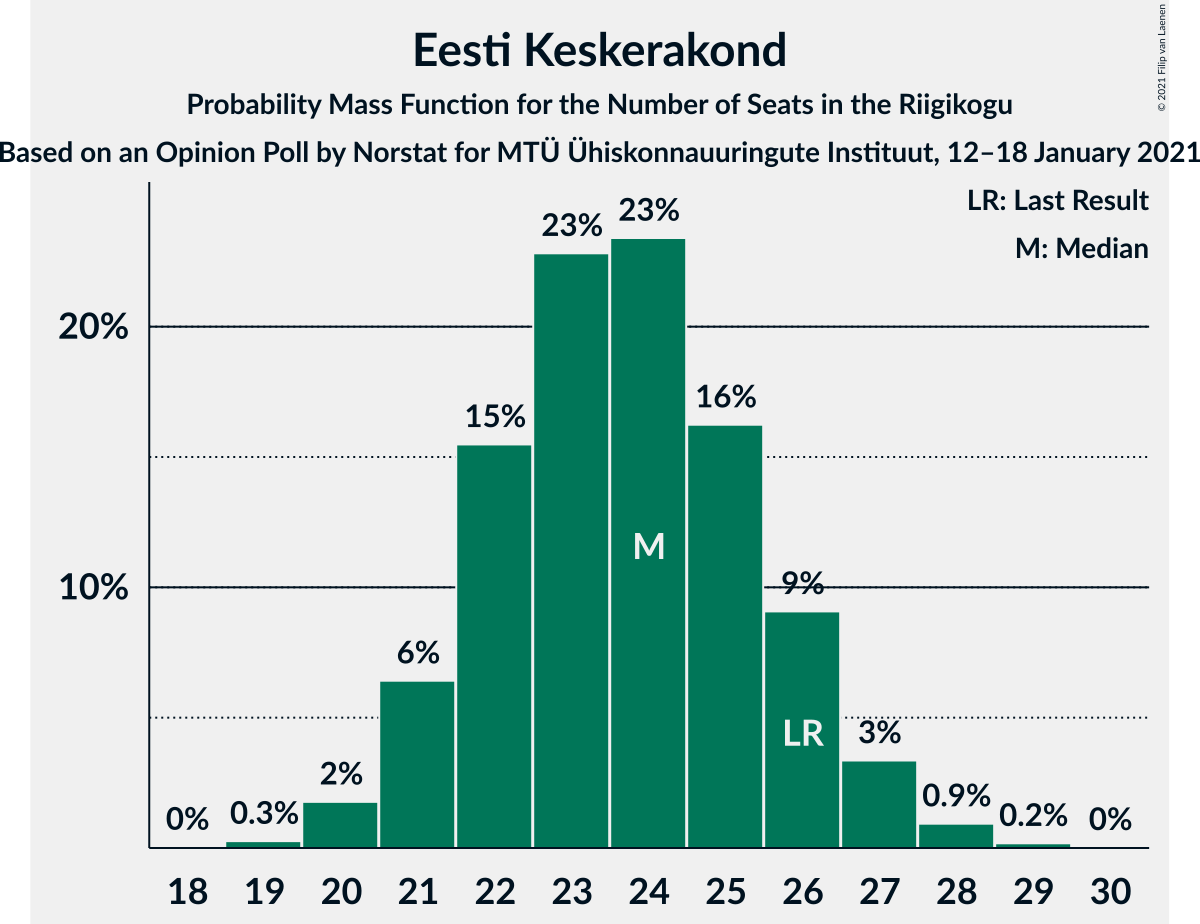 Eesti Keskerakond
Probability Mass Function for the Number of Seats in the Riigikogu
Based on an Opinion Poll by Norstat for MTÜ Ühiskonnauuringute Instituut, 12–18 January 2021
© 2021 Filip van Laenen
LR: Last Result
M: Median
20%
10%
0%
0.3%
2%
6%
15%
23%
23%
16%
9%
3%
0.9%
0.2%
0%
M
LR
18 19 20 21 22 23 24 25 26 27 28 29 30